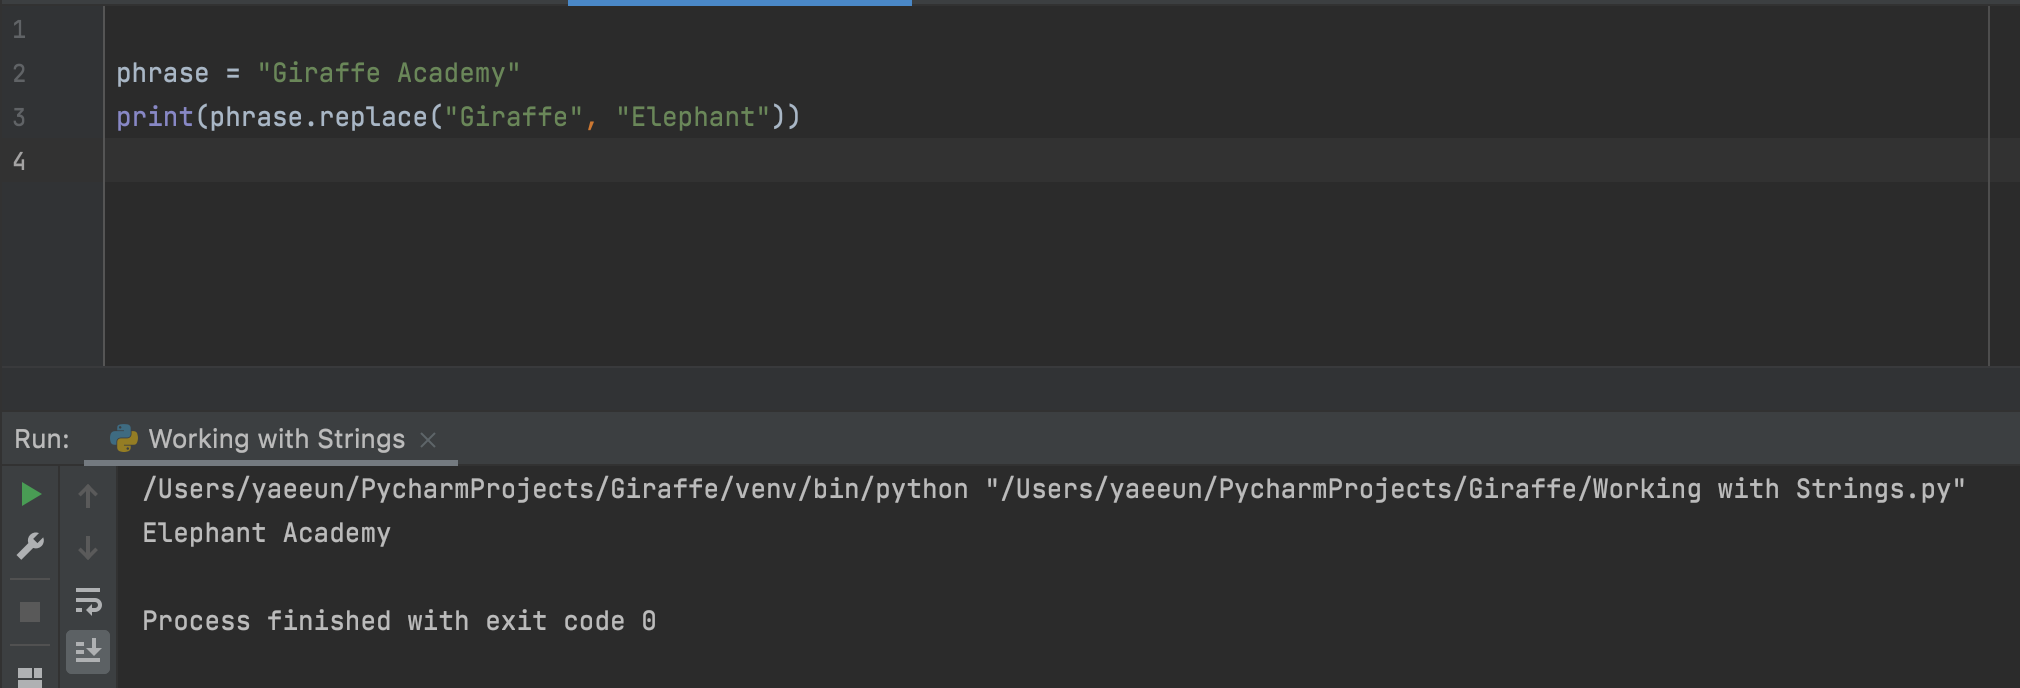 1
2 phrase = "Giraffe Academy"
3 print(phrase.replace("Giraffe", "Elephant"))
4
Run: Working with Strings
/Users/yaeeun/PycharmProjects/Giraffe/venv/bin/python "/Users/yaeeun/PycharmProjects/Giraffe/Working with Strings.py"
Elephant Academy
Process finished with exit code 0